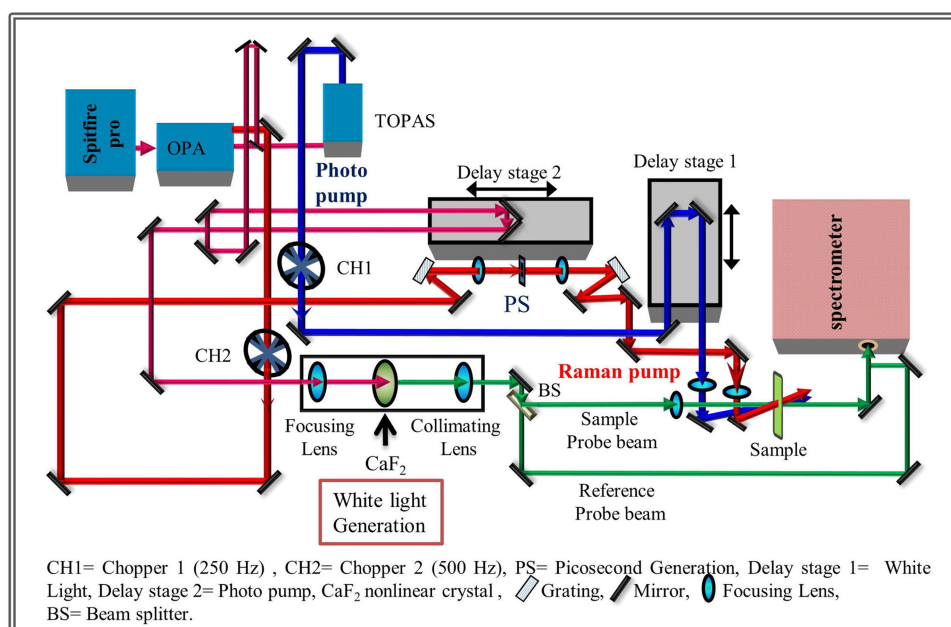 Spitfire
pro
OPA
TOPAS
Photo
pump
Delay stage 2
Delay stage 1
CH1
PS
spectrometer
CH2
Raman pump
BS
Focusing
Lens
Collimating
Lens
CaF₂
Sample
Probe beam
Sample
White light
Generation
Reference
Probe beam
CH1= Chopper 1 (250 Hz) , CH2= Chopper 2 (500 Hz), PS= Picosecond Generation, Delay stage 1= White
Light, Delay stage 2= Photo pump, CaF₂ nonlinear crystal , Grating, Mirror, Focusing Lens,
BS= Beam splitter.